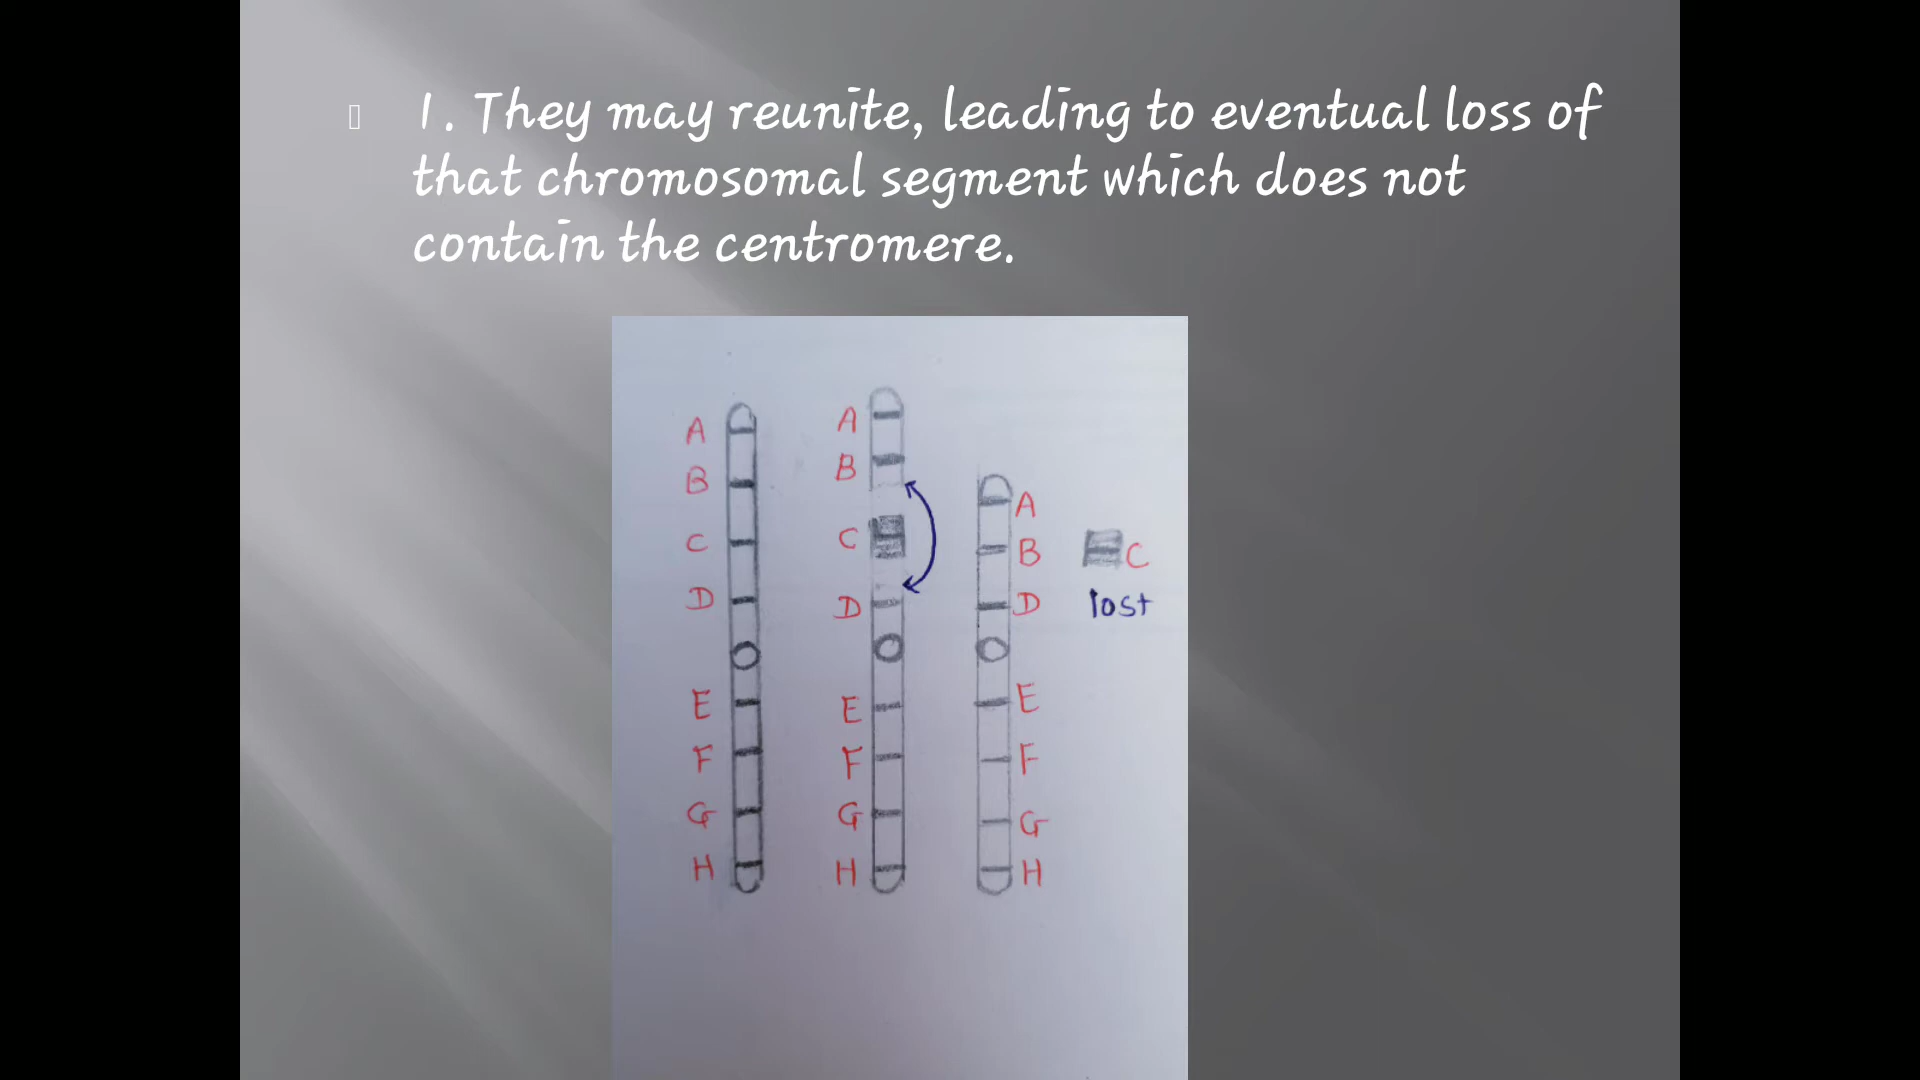 1. They may reunite, leading to eventual loss of
that chromosomal segment which does not
contain the centromere.
A
B
C
D
E
F
G
H
A
B
C
D
E
F
G
H
A
B
D
E
F
G
H
C
lost